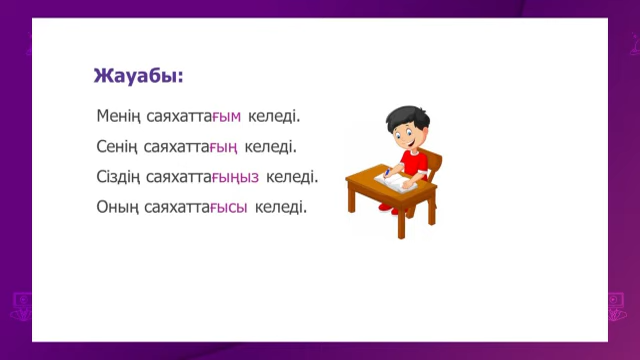 Жауабы:
Менің саяхаттағым келеді.
Сенің саяхаттағың келеді.
Сіздің саяхаттағыңыз келеді.
Оның саяхаттағысы келеді.